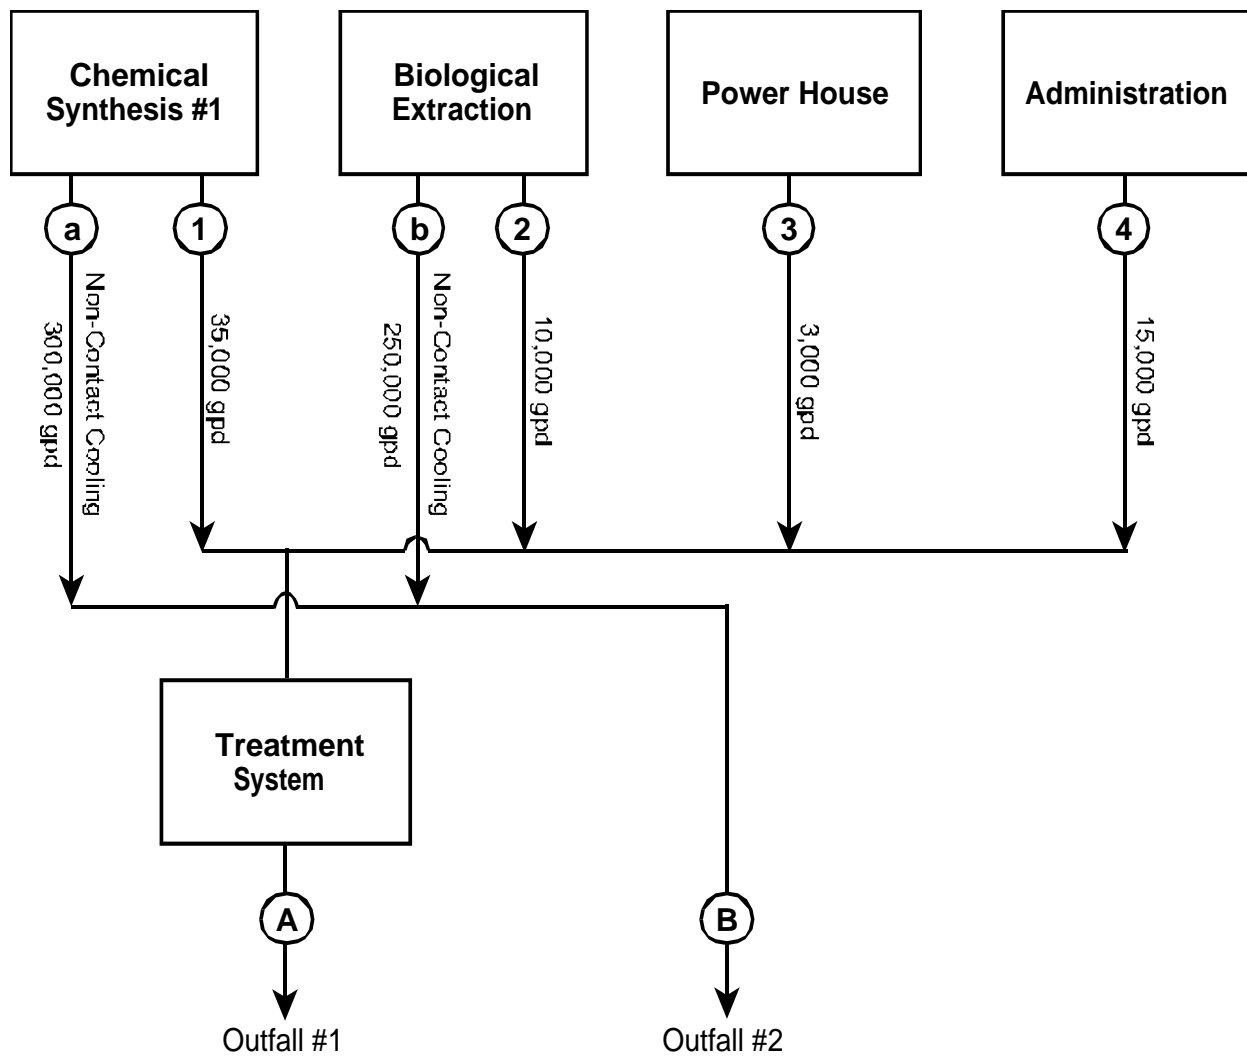 Chemical
Synthesis #1
Biological
Extraction
Power House
Administration
a
1
b
2
3
4
Non-Contact Cooling
300,000 gpd
35,000 gpd
Non-Contact Cooling
250,000 gpd
10,000 gpd
3,000 gpd
15,000 gpd
Treatment
System
A
B
Outfall #1
Outfall #2